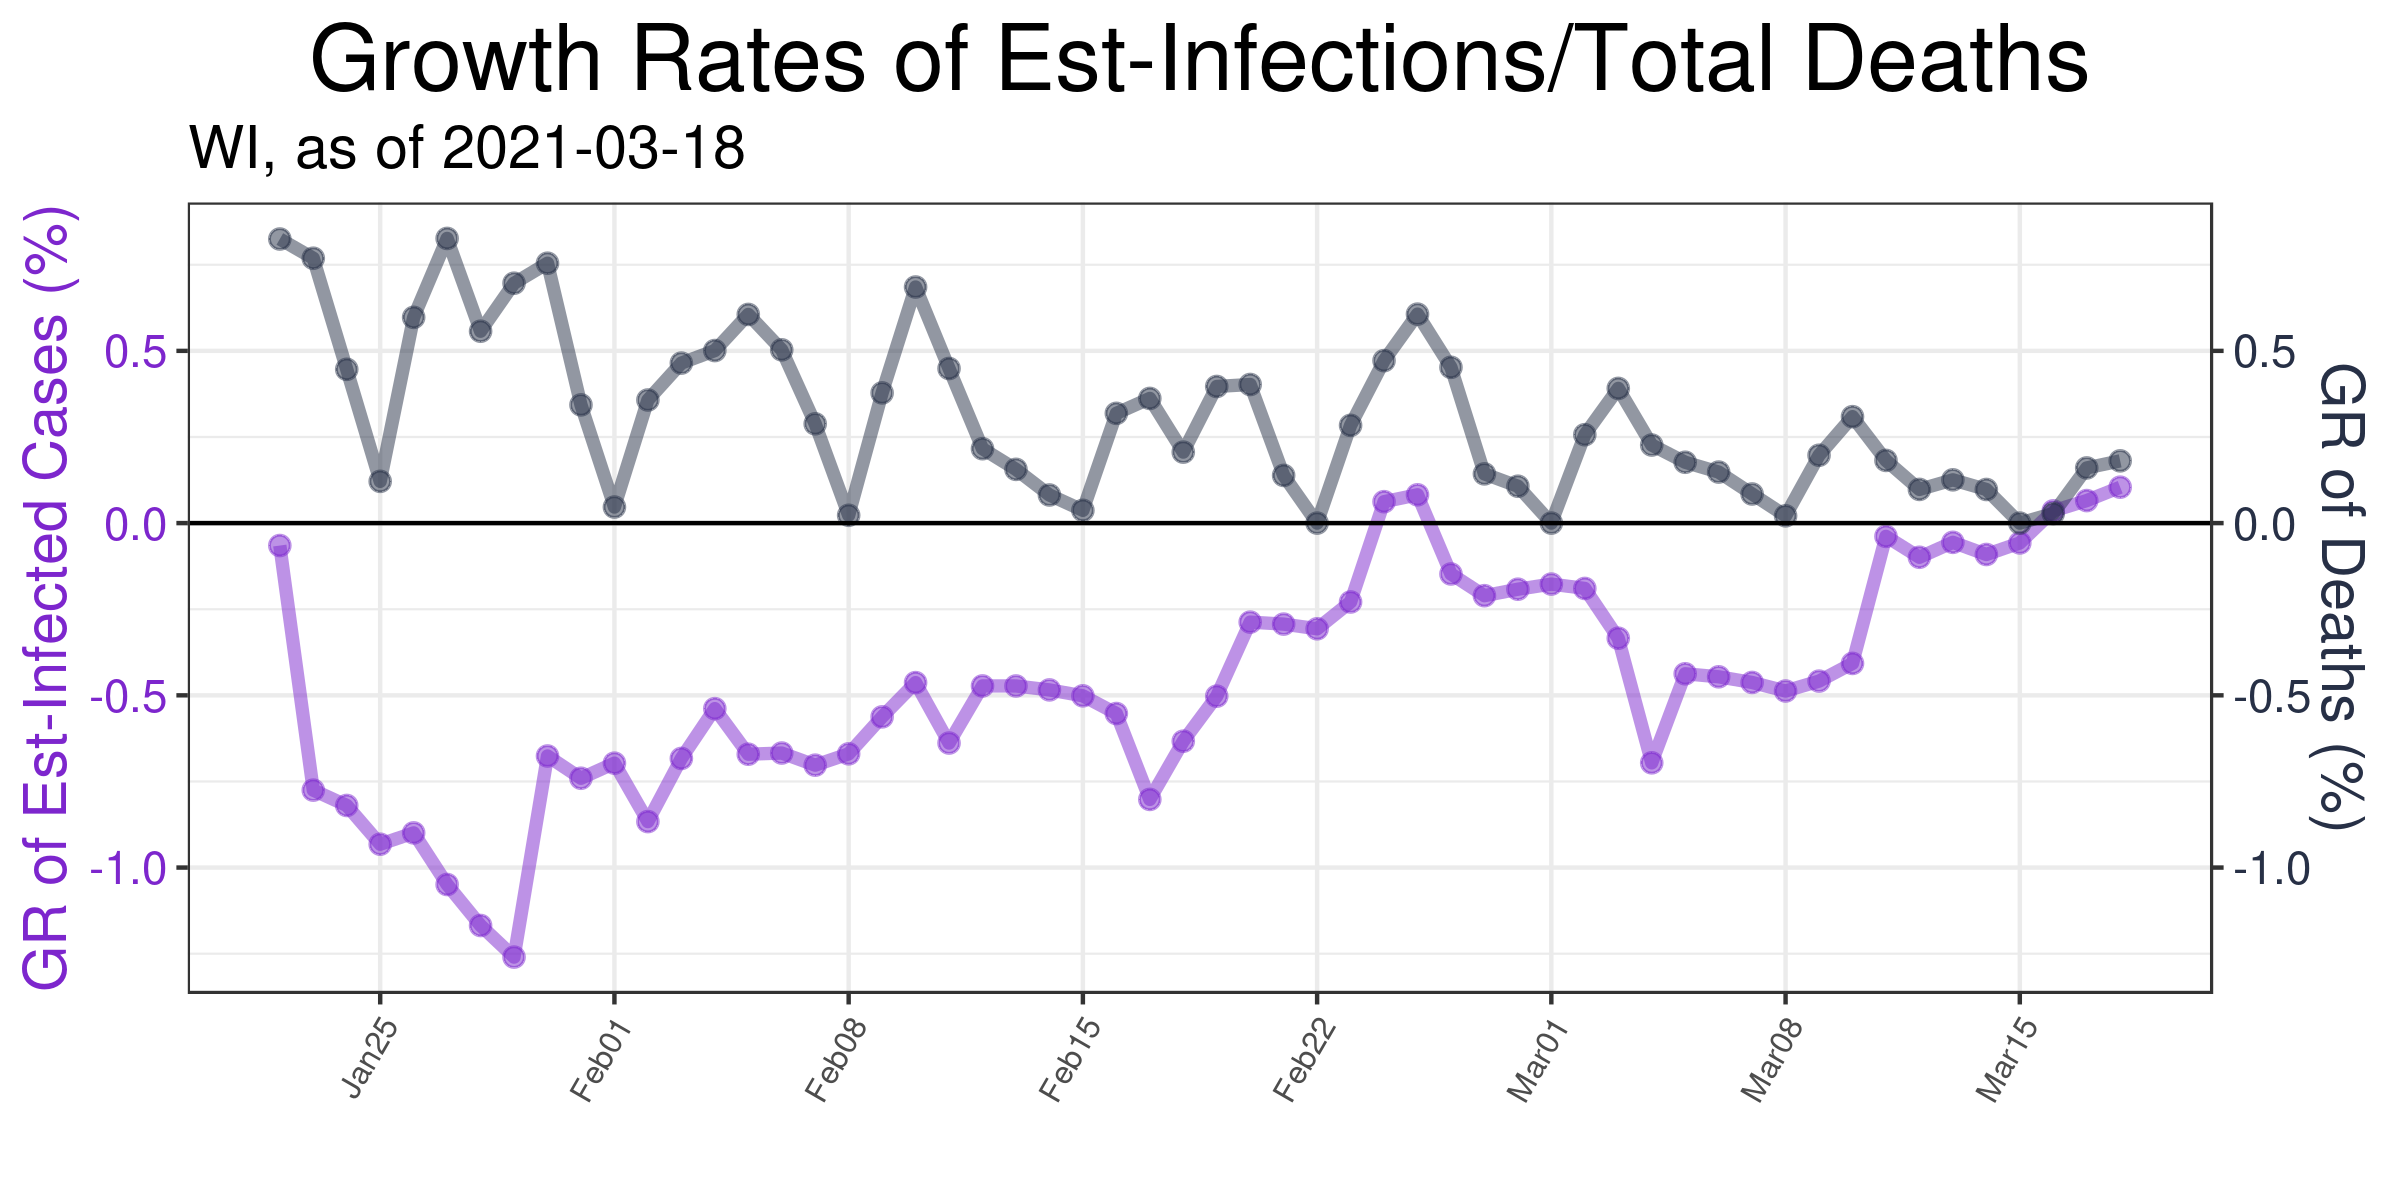 Growth Rates of Est-Infections/Total Deaths
WI, as of 2021-03-18
GR of Est-Infected Cases (%)
0.5
0.0
-0.5
-1.0
0.5
0.0
-0.5
-1.0
GR of Deaths (%)
Jan25
Feb01
Feb08
Feb15
Feb22
Mar01
Mar08
Mar15